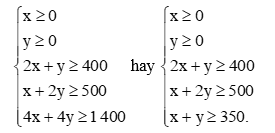 x ≥ 0
y ≥ 0
2x + y ≥ 400
x + 2y ≥ 500
4x + 4y ≥ 1 400
hay
x ≥ 0
y ≥ 0
2x + y ≥ 400
x + 2y ≥ 500
x + y ≥ 350.